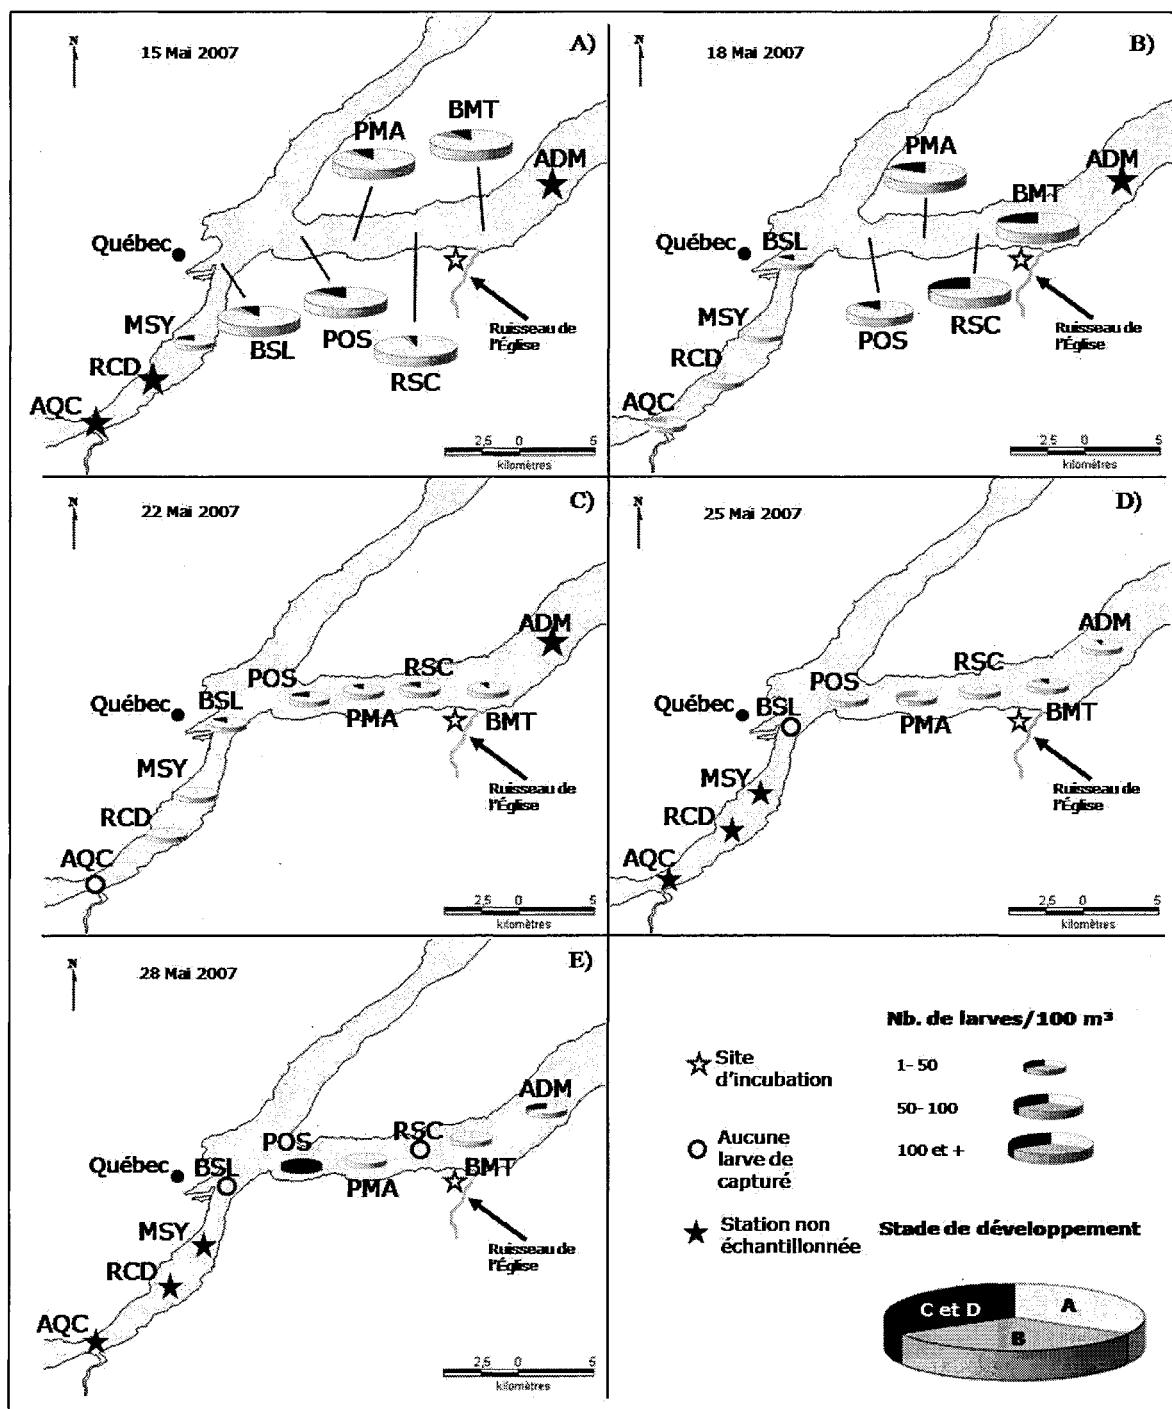 A)
N
15 Mai 2007
BMT
PMA
ADM
Québec
MSY
BSL
POS
RSC
RCD
AQC
Ruisseau de
l'Église
2,5 0 5
kilomètres
B)
N
18 Mai 2007
PMA
ADM
BMT
Québec
BSL
MSY
POS
RSC
RCD
AQC
Ruisseau de
l'Église
2,5 0 5
kilomètres
C)
N
22 Mai 2007
ADM
POS
RSC
Québec
BSL
PMA
BMT
MSY
RCD
AQC
Ruisseau de
l'Église
2,5 0 5
kilomètres
D)
N
25 Mai 2007
ADM
POS
RSC
Québec
BSL
PMA
BMT
MSY
RCD
AQC
Ruisseau de
l'Église
2,5 0 5
kilomètres
E)
N
28 Mai 2007
ADM
POS
RSC
Québec
BSL
PMA
BMT
MSY
RCD
AQC
Ruisseau de
l'Église
2,5 0 5
kilomètres
Nb. de larves/100 m³
Site
d'incubation
1- 50
50- 100
100 et +
Aucune
larve de
capturé
Station non
échantillonnée
Stade de développement
C et D
A
B